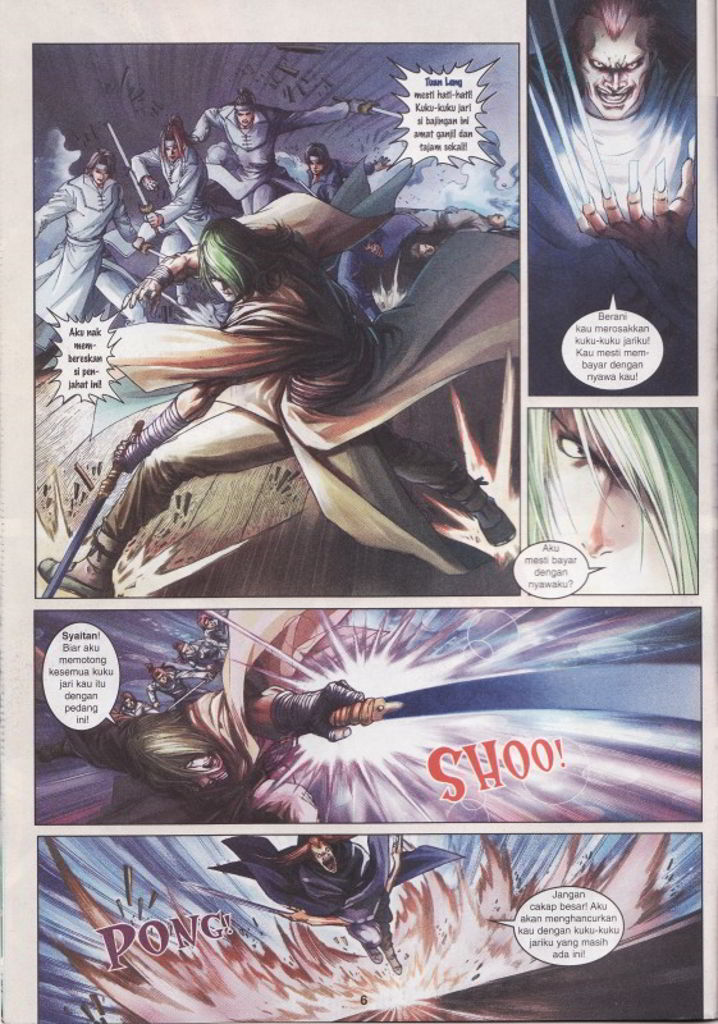 Tuan Lang
mesti hati-hati!
Kuku-kuku jari
si bajingan ini
amat ganjil dan
tajam sekali!
Aku nak
mem-
bereskan
si pen-
jahat ini!
Berani
kau merosakkan
kuku-kuku jariku!
Kau mesti mem-
bayar dengan
nyawa kau!
Aku
mesti bayar
dengan
nyawaku?
Syaitan!
Biar aku
memotong
kesemua kuku
jari kau itu
dengan
pedang
ini!
SHOO!
PONG!
Jangan
cakap besar! Aku
akan menghancurkan
kau dengan kuku-kuku
jariku yang masih
ada ini!
6